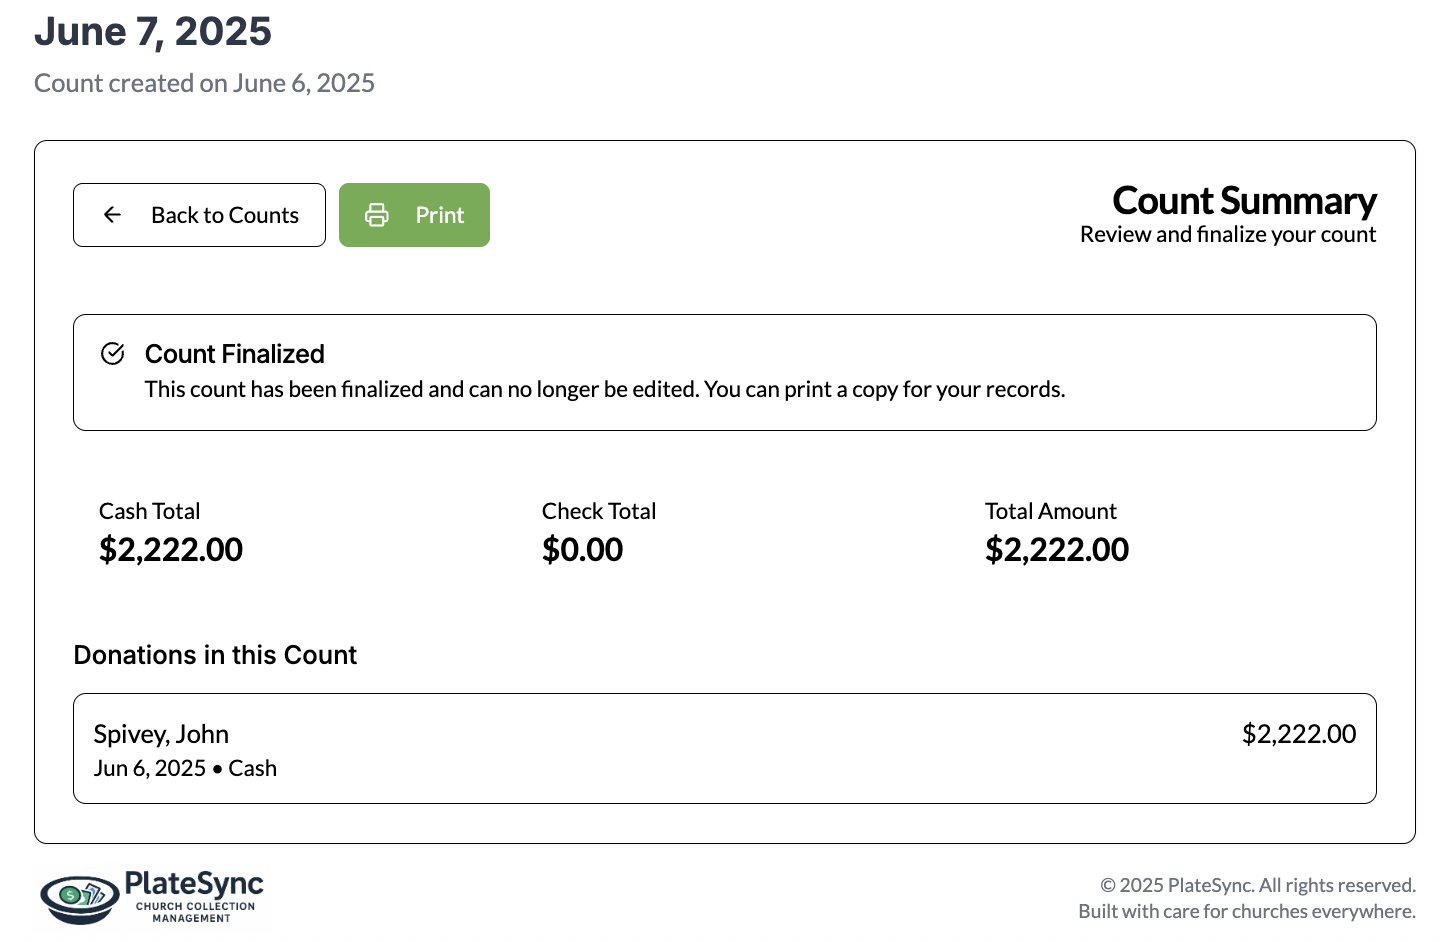 June 7, 2025
Count created on June 6, 2025
Back to Counts
Print
Count Summary
Review and finalize your count
Count Finalized
This count has been finalized and can no longer be edited. You can print a copy for your records.
Cash Total
$2,222.00
Check Total
$0.00
Total Amount
$2,222.00
Donations in this Count
Spivey, John
$2,222.00
Jun 6, 2025 • Cash
$
PlateSync
CHURCH COLLECTION
MANAGEMENT
© 2025 PlateSync. All rights reserved.
Built with care for churches everywhere.